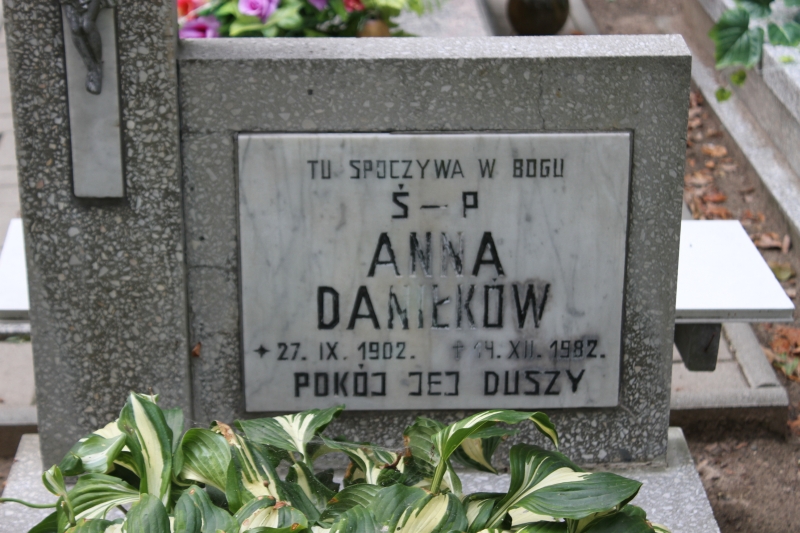 TU SPOCZYWA W BOGU
Ś – P
ANNA
DANIŁKÓW
27. IX. 1902. 14. XII. 1982.
POKÓJ JEJ DUSZY